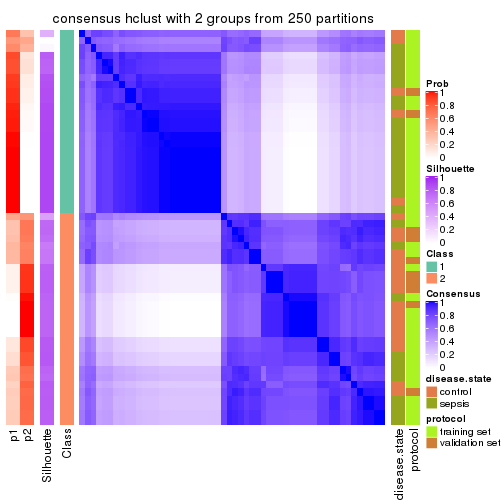 consensus hclust with 2 groups from 250 partitions
Prob
1
0.8
0.6
0.4
0.2
0
Silhouette
1
0.8
0.6
0.4
0.2
0
Class
1
2
Consensus
1
0.8
0.6
0.4
0.2
0
disease.state
control
sepsis
protocol
training set
validation set
p1
p2
Silhouette
Class
disease.state
protocol